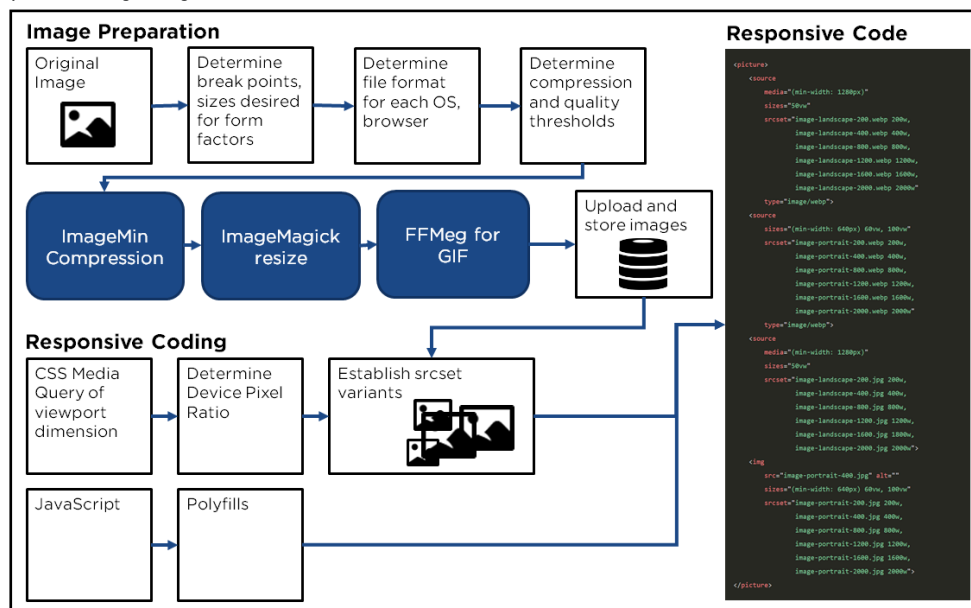 Image Preparation
Original
Image
Determine
break points,
sizes desired
for form
factors
Determine
file format
for each OS,
browser
Determine
compression
and quality
thresholds
ImageMin
Compression
ImageMagick
resize
FFMeg for
GIF
Upload and
store images
Responsive Coding
CSS Media
Query of
viewport
dimension
Determine
Device Pixel
Ratio
Establish srcset
variants
JavaScript
Polyfills
Responsive Code
<picture>
<source
media="(min-width: 1280px)"
sizes="50vw"
srcset="image-landscape-200.webp 200w,
image-landscape-400.webp 400w,
image-landscape-800.webp 800w,
image-landscape-1200.webp 1200w,
image-landscape-1600.webp 1600w,
image-landscape-2000.webp 2000w"
type="image/webp">
<source
sizes="(min-width: 640px) 60vw, 100vw"
srcset="image-portrait-200.webp 200w,
image-portrait-400.webp 400w,
image-portrait-800.webp 800w,
image-portrait-1200.webp 1200w,
image-portrait-1600.webp 1600w,
image-portrait-2000.webp 2000w"
type="image/webp">
<source
media="(min-width: 1280px)"
sizes="50vw"
srcset="image-landscape-200.jpg 200w,
image-landscape-400.jpg 400w,
image-landscape-800.jpg 800w,
image-landscape-1200.jpg 1200w,
image-landscape-1600.jpg 1800w,
image-landscape-2000.jpg 2000w">
<img
src="image-portrait-400.jpg" alt=""
sizes="(min-width: 640px) 60vw, 100vw"
srcset="image-portrait-200.jpg 200w,
image-portrait-400.jpg 400w,
image-portrait-800.jpg 800w,
image-portrait-1200.jpg 1200w,
image-portrait-1600.jpg 1600w,
image-portrait-2000.jpg 2000w">
</picture>